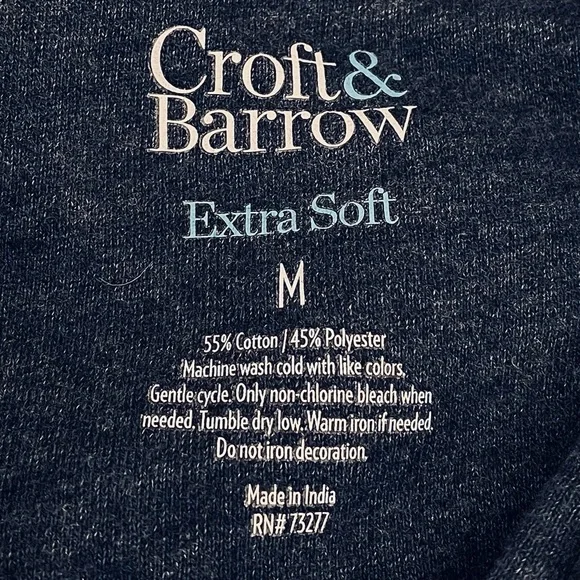 Croft&
Barrow
Extra Soft
M
55% Cotton / 45% Polyester
Machine wash cold with like colors.
Gentle cycle. Only non-chlorine bleach when
needed. Tumble dry low. Warm iron if needed.
Do not iron decoration.
Made in India
RN# 73277